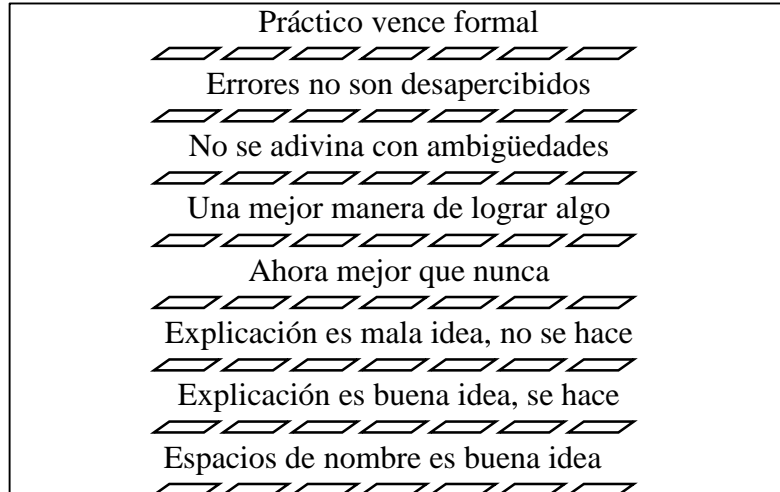 Práctico vence formal
Errores no son desapercibidos
No se adivina con ambigüedades
Una mejor manera de lograr algo
Ahora mejor que nunca
Explicación es mala idea, no se hace
Explicación es buena idea, se hace
Espacios de nombre es buena idea